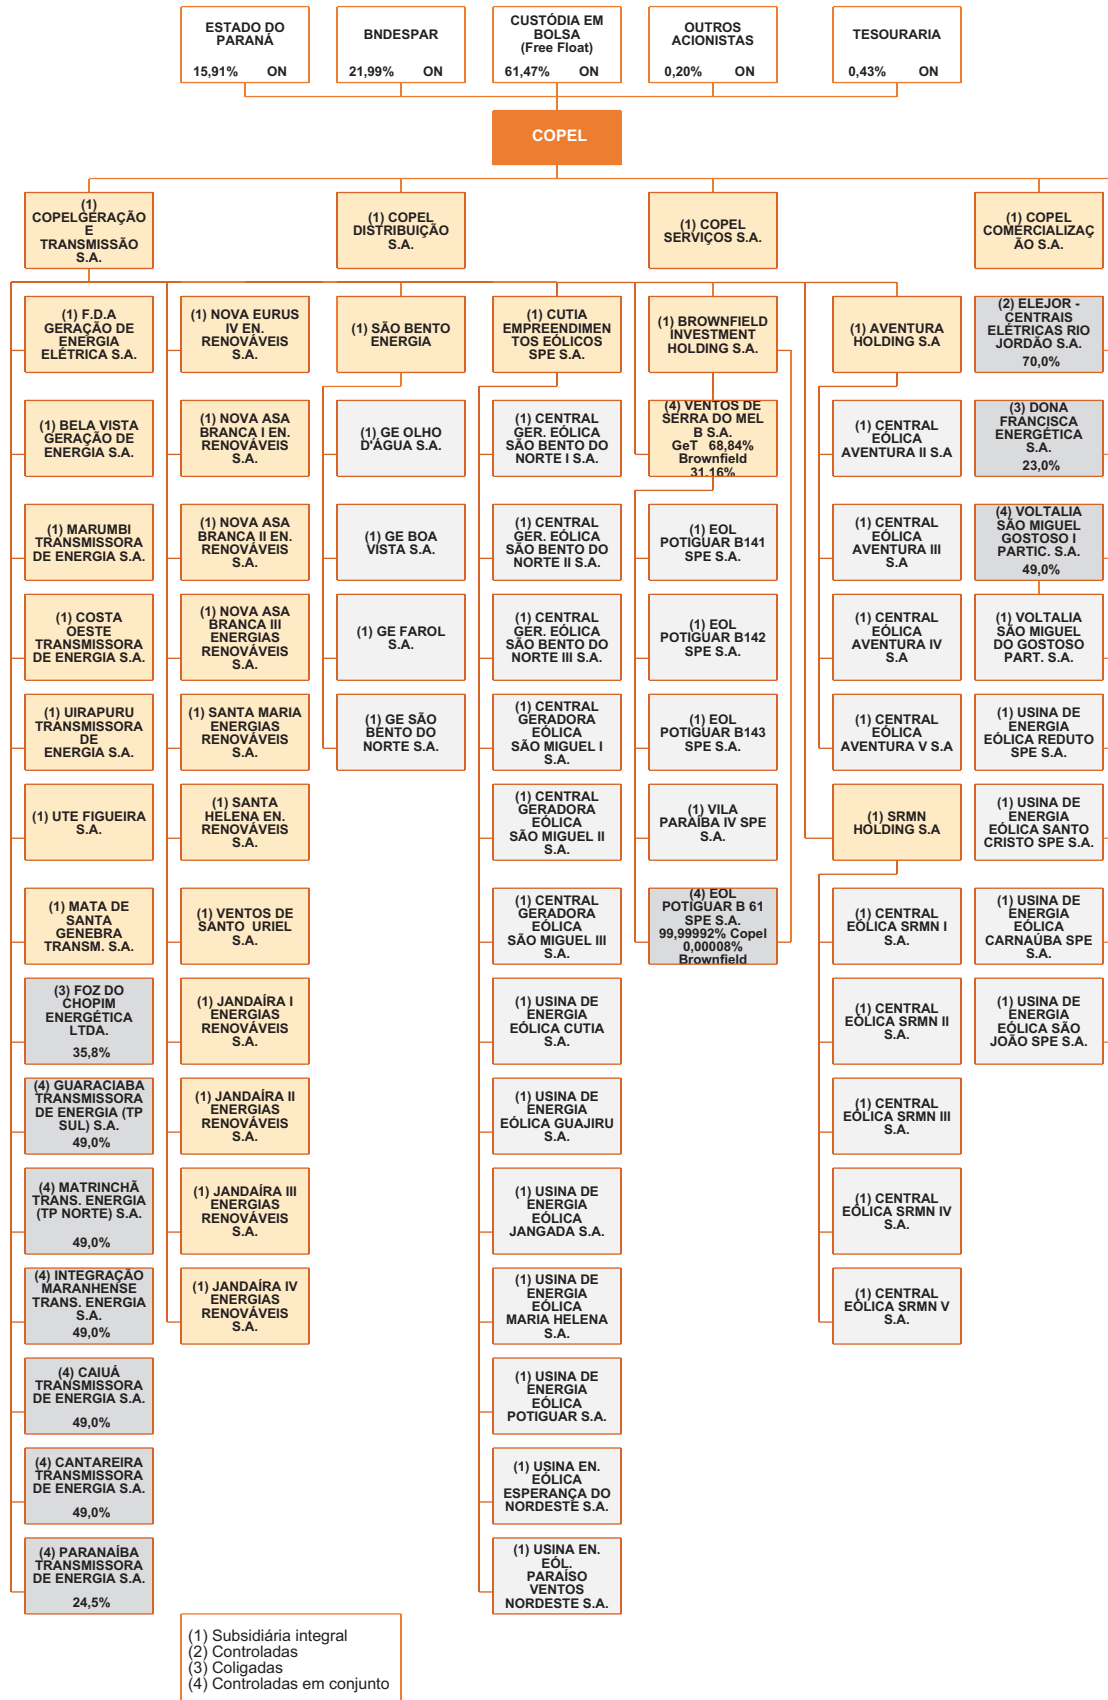 ESTADO DO
PARANÁ
15,91% ON
BNDESPAR
21,99% ON
CUSTÓDIA EM
BOLSA
(Free Float)
61,47% ON
OUTROS
ACIONISTAS
0,20% ON
TESOURARIA
0,43% ON
COPEL
(1)
COPELGERAÇÃO
E
TRANSMISSÃO
S.A.
(1) COPEL
DISTRIBUIÇÃO
S.A.
(1) COPEL
SERVIÇOS S.A.
(1) COPEL
COMERCIALIZAÇ
ÃO S.A.
(1) F.D.A
GERAÇÃO DE
ENERGIA
ELÉTRICA S.A.
(1) BELA VISTA
GERAÇÃO DE
ENERGIA S.A.
(1) MARUMBI
TRANSMISSORA
DE ENERGIA S.A.
(1) COSTA
OESTE
TRANSMISSORA
DE ENERGIA S.A.
(1) UIRAPURU
TRANSMISSORA
DE
ENERGIA S.A.
(1) UTE FIGUEIRA
S.A.
(1) MATA DE
SANTA
GENEBRA
TRANSM. S.A.
(3) FOZ DO
CHOPIM
ENERGÉTICA
LTDA.
35,8%
(4) GUARACIABA
TRANSMISSORA
DE ENERGIA (TP
SUL) S.A.
49,0%
(4) MATRINCHÃ
TRANS. ENERGIA
(TP NORTE) S.A.
49,0%
(4) INTEGRAÇÃO
MARANHENSE
TRANS. ENERGIA
S.A.
49,0%
(4) CAIUÁ
TRANSMISSORA
DE ENERGIA S.A.
49,0%
(4) CANTAREIRA
TRANSMISSORA
DE ENERGIA S.A.
49,0%
(4) PARANAÍBA
TRANSMISSORA
DE ENERGIA S.A.
24,5%
(1) NOVA EURUS
IV EN.
RENOVÁVEIS
S.A.
(1) NOVA ASA
BRANCA I EN.
RENOVÁVEIS
S.A.
(1) NOVA ASA
BRANCA II EN.
RENOVÁVEIS
S.A.
(1) NOVA ASA
BRANCA III
ENERGIAS
RENOVÁVEIS
S.A.
(1) SANTA MARIA
ENERGIAS
RENOVÁVEIS
S.A.
(1) SANTA
HELENA EN.
RENOVÁVEIS
S.A.
(1) VENTOS DE
SANTO URIEL
S.A.
(1) JANDAÍRA I
ENERGIAS
RENOVÁVEIS
S.A.
(1) JANDAÍRA II
ENERGIAS
RENOVÁVEIS
S.A.
(1) JANDAÍRA III
ENERGIAS
RENOVÁVEIS
S.A.
(1) JANDAÍRA IV
ENERGIAS
RENOVÁVEIS
S.A.
(1) SÃO BENTO
ENERGIA
(1) GE OLHO
D'ÁGUA S.A.
(1) GE BOA
VISTA S.A.
(1) GE FAROL
S.A.
(1) GE SÃO
BENTO DO
NORTE S.A.
(1) CUTIA
EMPREENDIMEN
TOS EÓLICOS
SPE S.A.
(1) CENTRAL
GER. EÓLICA
SÃO BENTO DO
NORTE I S.A.
(1) CENTRAL
GER. EÓLICA
SÃO BENTO DO
NORTE II S.A.
(1) CENTRAL
GER. EÓLICA
SÃO BENTO DO
NORTE III S.A.
(1) CENTRAL
GERADORA
EÓLICA
SÃO MIGUEL I
S.A.
(1) CENTRAL
GERADORA
EÓLICA
SÃO MIGUEL II
S.A.
(1) CENTRAL
GERADORA
EÓLICA
SÃO MIGUEL III
S.A.
(1) USINA DE
ENERGIA
EÓLICA CUTIA
S.A.
(1) USINA DE
ENERGIA
EÓLICA GUAJIRU
S.A.
(1) USINA DE
ENERGIA
EÓLICA
JANGADA S.A.
(1) USINA DE
ENERGIA
EÓLICA
MARIA HELENA
S.A.
(1) USINA DE
ENERGIA
EÓLICA
POTIGUAR S.A.
(1) USINA EN.
EÓLICA
ESPERANÇA DO
NORDESTE S.A.
(1) USINA EN.
EÓL.
PARAÍSO
VENTOS
NORDESTE S.A.
(1) BROWNFIELD
INVESTMENT
HOLDING S.A.
(4) VENTOS DE
SERRA DO MEL
B S.A.
GeT 68,84%
Brownfield
31,16%
(1) EOL
POTIGUAR B141
SPE S.A.
(1) EOL
POTIGUAR B142
SPE S.A.
(1) EOL
POTIGUAR B143
SPE S.A.
(1) VILA
PARAÍBA IV SPE
S.A.
(4) EOL
POTIGUAR B 61
SPE S.A.
99,99992% Copel
0,00008%
Brownfield
(1) AVENTURA
HOLDING S.A
(1) CENTRAL
EÓLICA
AVENTURA II S.A
(1) CENTRAL
EÓLICA
AVENTURA III
S.A
(1) CENTRAL
EÓLICA
AVENTURA IV
S.A
(1) CENTRAL
EÓLICA
AVENTURA V S.A
(1) SRMN
HOLDING S.A
(1) CENTRAL
EÓLICA SRMN I
S.A.
(1) CENTRAL
EÓLICA SRMN II
S.A.
(1) CENTRAL
EÓLICA SRMN III
S.A.
(1) CENTRAL
EÓLICA SRMN IV
S.A.
(1) CENTRAL
EÓLICA SRMN V
S.A.
(2) ELEJOR -
CENTRAIS
ELÉTRICAS RIO
JORDÃO S.A.
70,0%
(3) DONA
FRANCISCA
ENERGÉTICA
S.A.
23,0%
(4) VOLTALIA
SÃO MIGUEL
GOSTOSO I
PARTIC. S.A.
49,0%
(1) VOLTALIA
SÃO MIGUEL
DO GOSTOSO
PART. S.A.
(1) USINA DE
ENERGIA
EÓLICA REDUTO
SPE S.A.
(1) USINA DE
ENERGIA
EÓLICA SANTO
CRISTO SPE S.A.
(1) USINA DE
ENERGIA
EÓLICA
CARNAÚBA SPE
S.A.
(1) USINA DE
ENERGIA
EÓLICA SÃO
JOÃO SPE S.A.
(1) Subsidiária integral
(2) Controladas
(3) Coligadas
(4) Controladas em conjunto